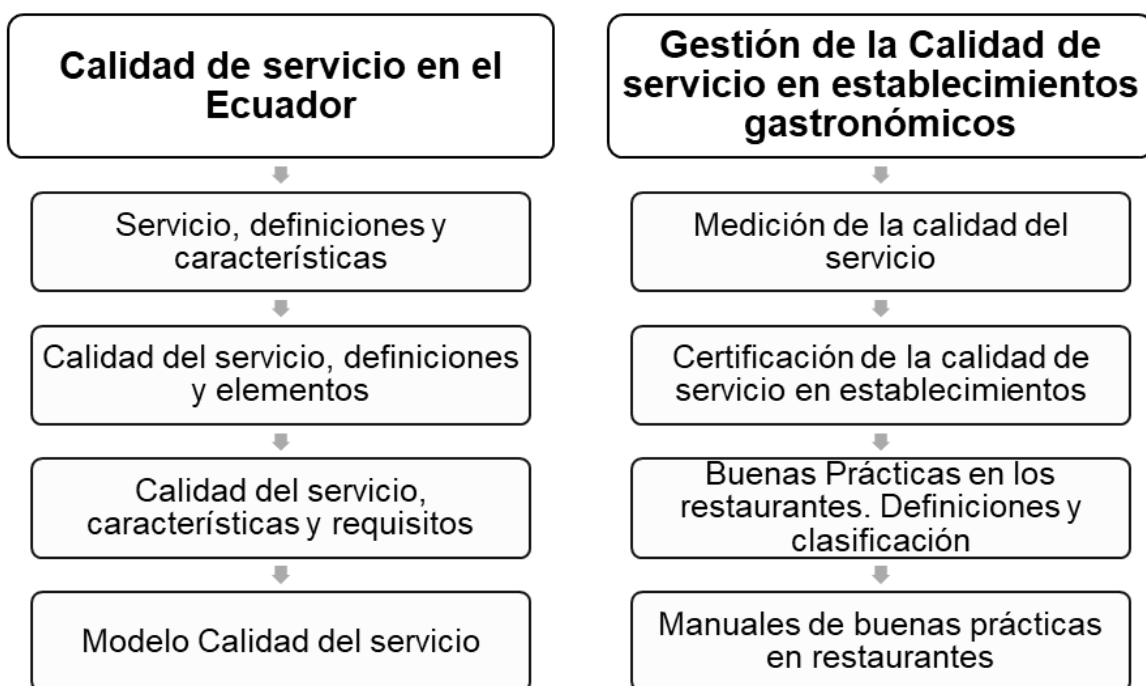 Calidad de servicio en el
Ecuador
Servicio, definiciones y
características
Calidad del servicio, definiciones
y elementos
Calidad del servicio,
características y requisitos
Modelo Calidad del servicio
Gestión de la Calidad de
servicio en establecimientos
gastronómicos
Medición de la calidad del
servicio
Certificación de la calidad de
servicio en establecimientos
Buenas Prácticas en los
restaurantes. Definiciones y
clasificación
Manuales de buenas prácticas
en restaurantes